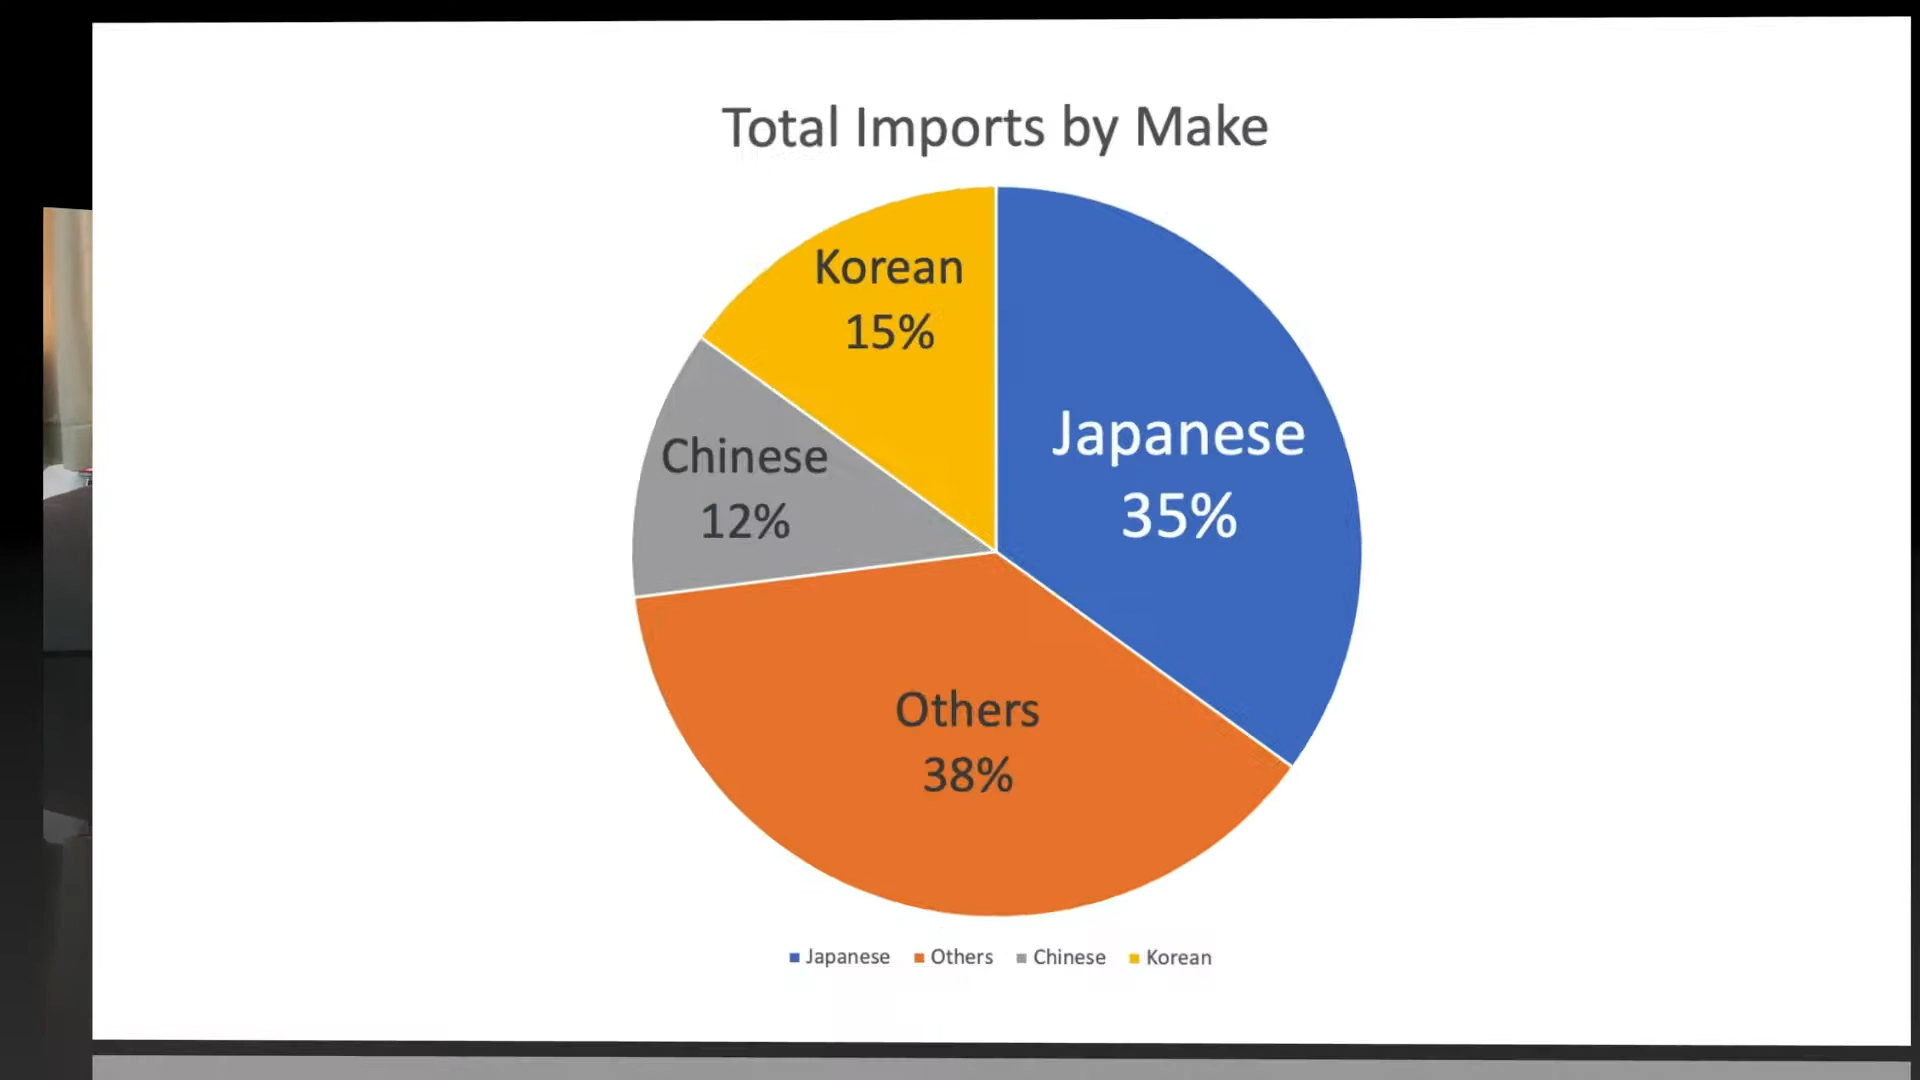 Total Imports by Make
Korean
15%
Japanese
35%
Chinese
12%
Others
38%
Japanese Others Chinese Korean